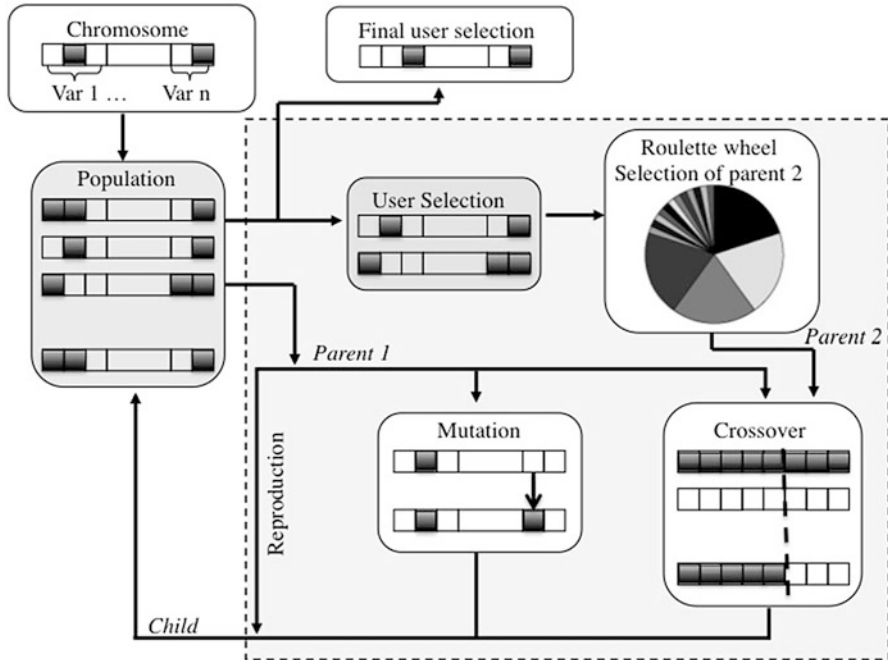 Chromosome
Var 1 … Var n
Final user selection
Population
User Selection
Roulette wheel
Selection of parent 2
Parent 1
Parent 2
Reproduction
Mutation
Crossover
Child